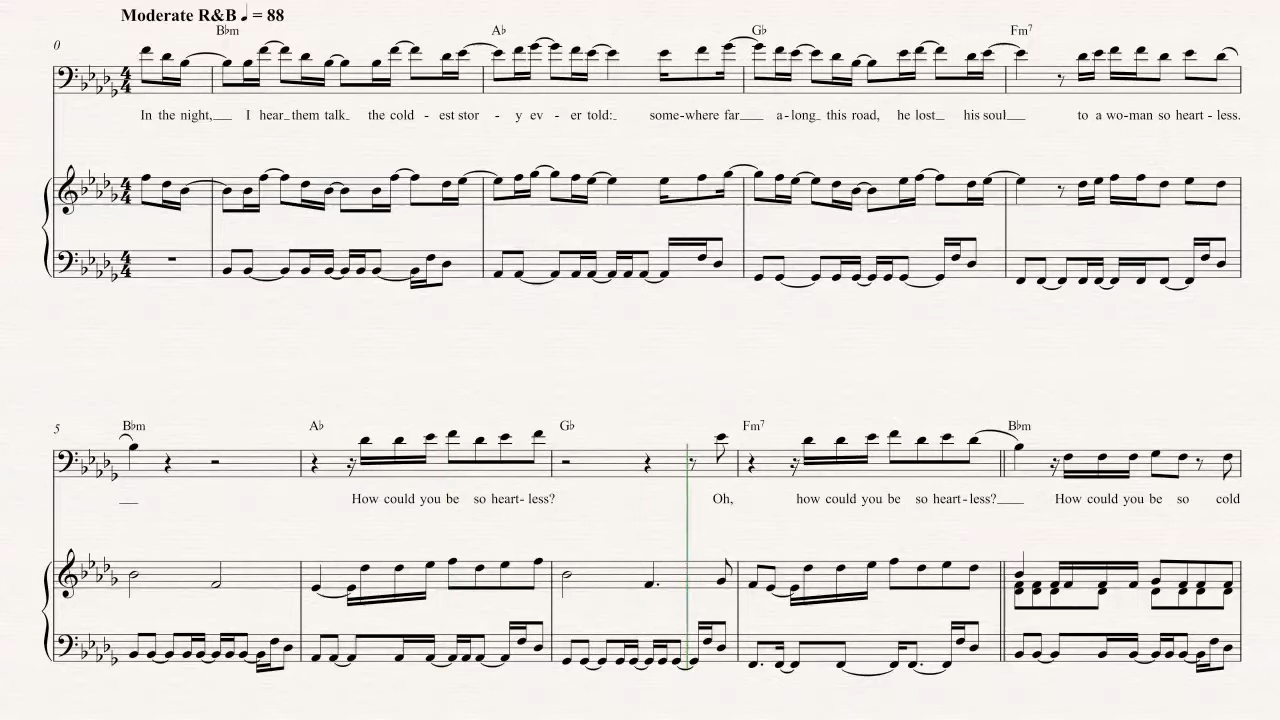 Moderate R&B ♩ = 88
0 B♭m A♭ G♭ Fm7
In the night, I hear them talk the cold - est stor - y ev - er told: some-where far a-long this road, he lost his soul to a wo-man so heart - less.
5 B♭m A♭ G♭ Fm7 B♭m
How could you be so heart-less? Oh, how could you be so heart-less? How could you be so cold